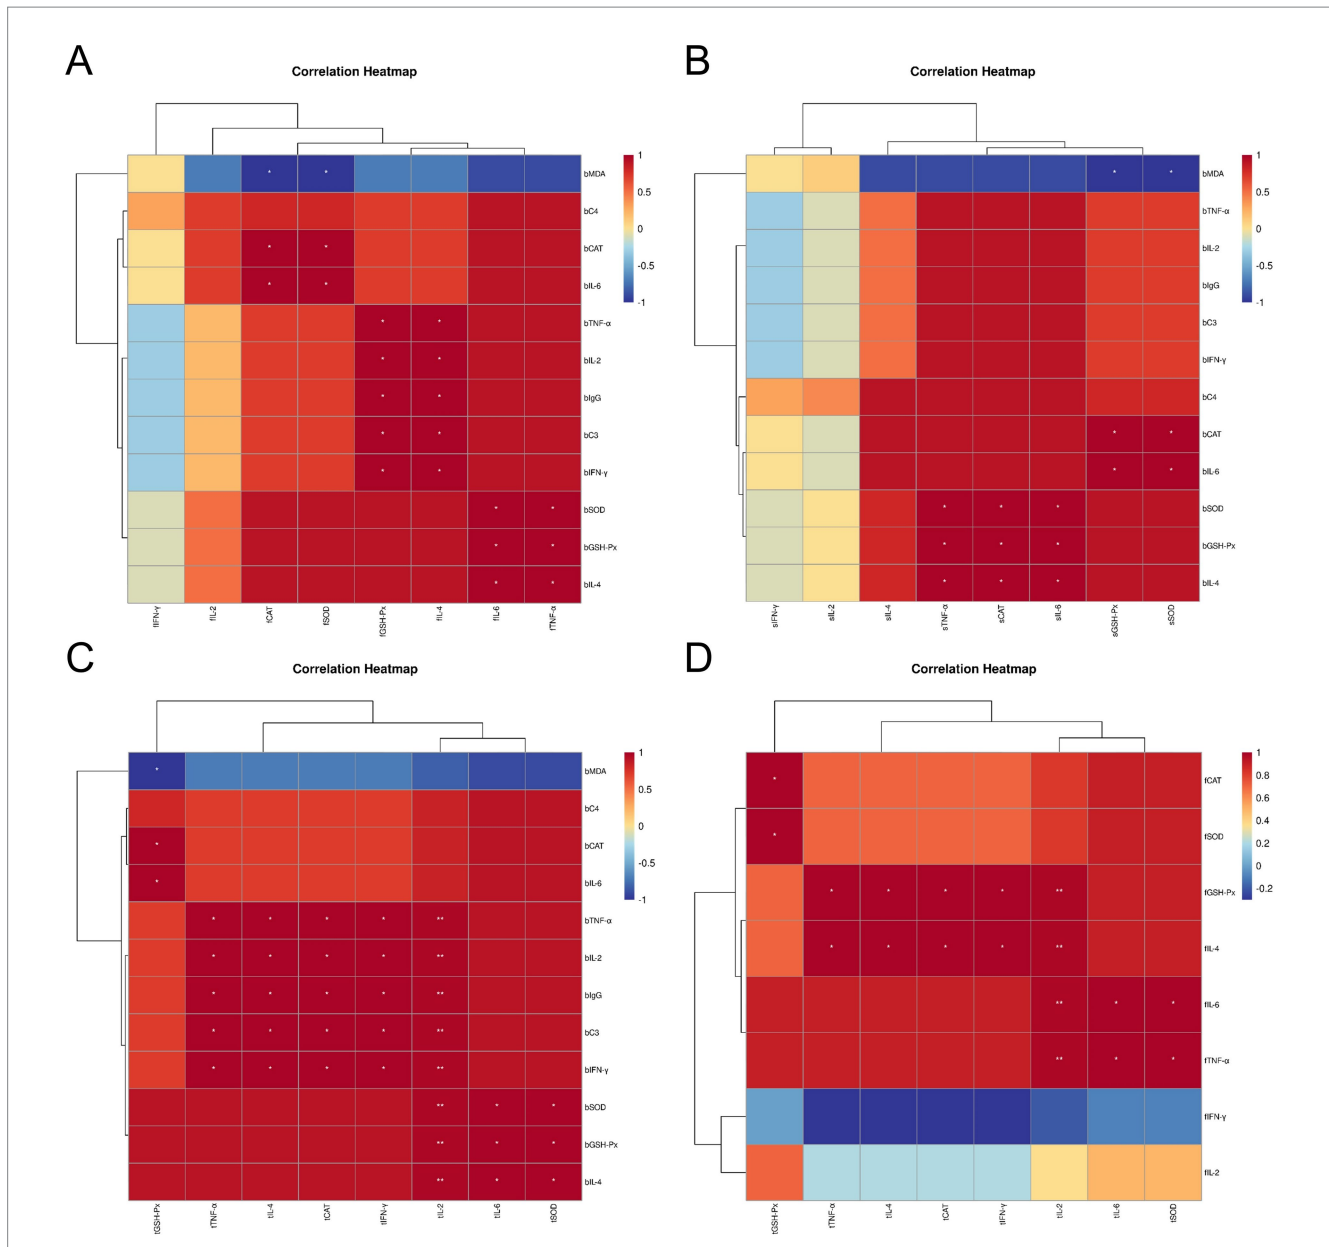 A
Correlation Heatmap
1
0.5
0
-0.5
-1
bMDA
bC4
bCAT
bIL-6
bTNF-α
bIL-2
bIgG
bC3
bIFN-γ
bSOD
bGSH-Px
bIL-4
fIFN-γ
fIL-2
fCAT
fSOD
fGSH-Px
fIL-4
fIL-6
fTNF-α
* *
* *
* *
* *
* *
* *
* *
* *
* *
* *
* *
B
Correlation Heatmap
1
0.5
0
-0.5
-1
bMDA
bTNF-α
bIL-2
bIgG
bC3
bIFN-γ
bC4
bCAT
bIL-6
bSOD
bGSH-Px
bIL-4
sIFN-γ
sIL-2
sIL-4
sTNF-α
sCAT
sIL-6
sGSH-Px
sSOD
* *
* *
* *
* * *
* * *
* * *
C
Correlation Heatmap
1
0.5
0
-0.5
-1
bMDA
bC4
bCAT
bIL-6
bTNF-α
bIL-2
bIgG
bC3
bIFN-γ
bSOD
bGSH-Px
bIL-4
tGSH-Px
tTNF-α
tIL-4
tCAT
tIFN-γ
tIL-2
tIL-6
tSOD
*
*
*
* * * * **
* * * * **
* * * * **
* * * * **
* * * * **
** * *
** * *
** * *
D
Correlation Heatmap
1
0.8
0.6
0.4
0.2
0
-0.2
fCAT
fSOD
fGSH-Px
fIL-4
fIL-6
fTNF-α
fIFN-γ
fIL-2
tGSH-Px
tTNF-α
tIL-4
tCAT
tIFN-γ
tIL-2
tIL-6
tSOD
*
*
* * * * **
* * * * **
** * *
** * *